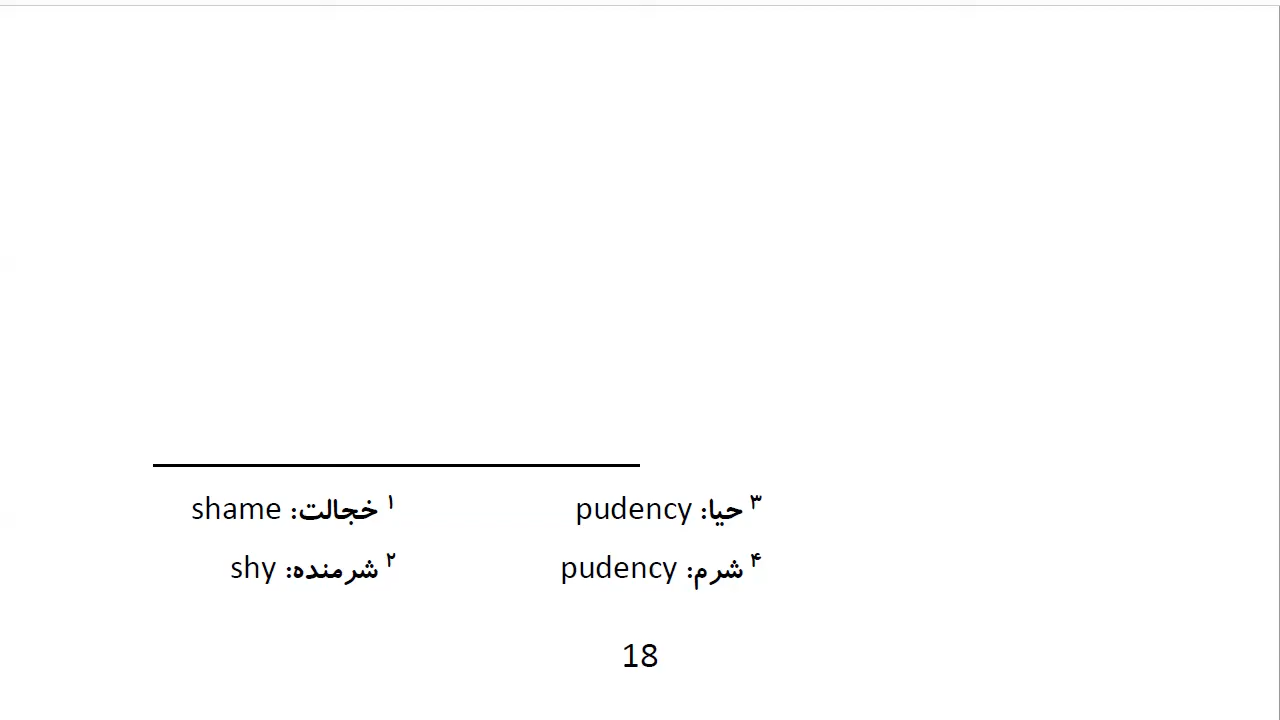 ۱ خجالت: shame
۲ شرمنده: shy
۳ حیا: pudency
۴ شرم: pudency
18